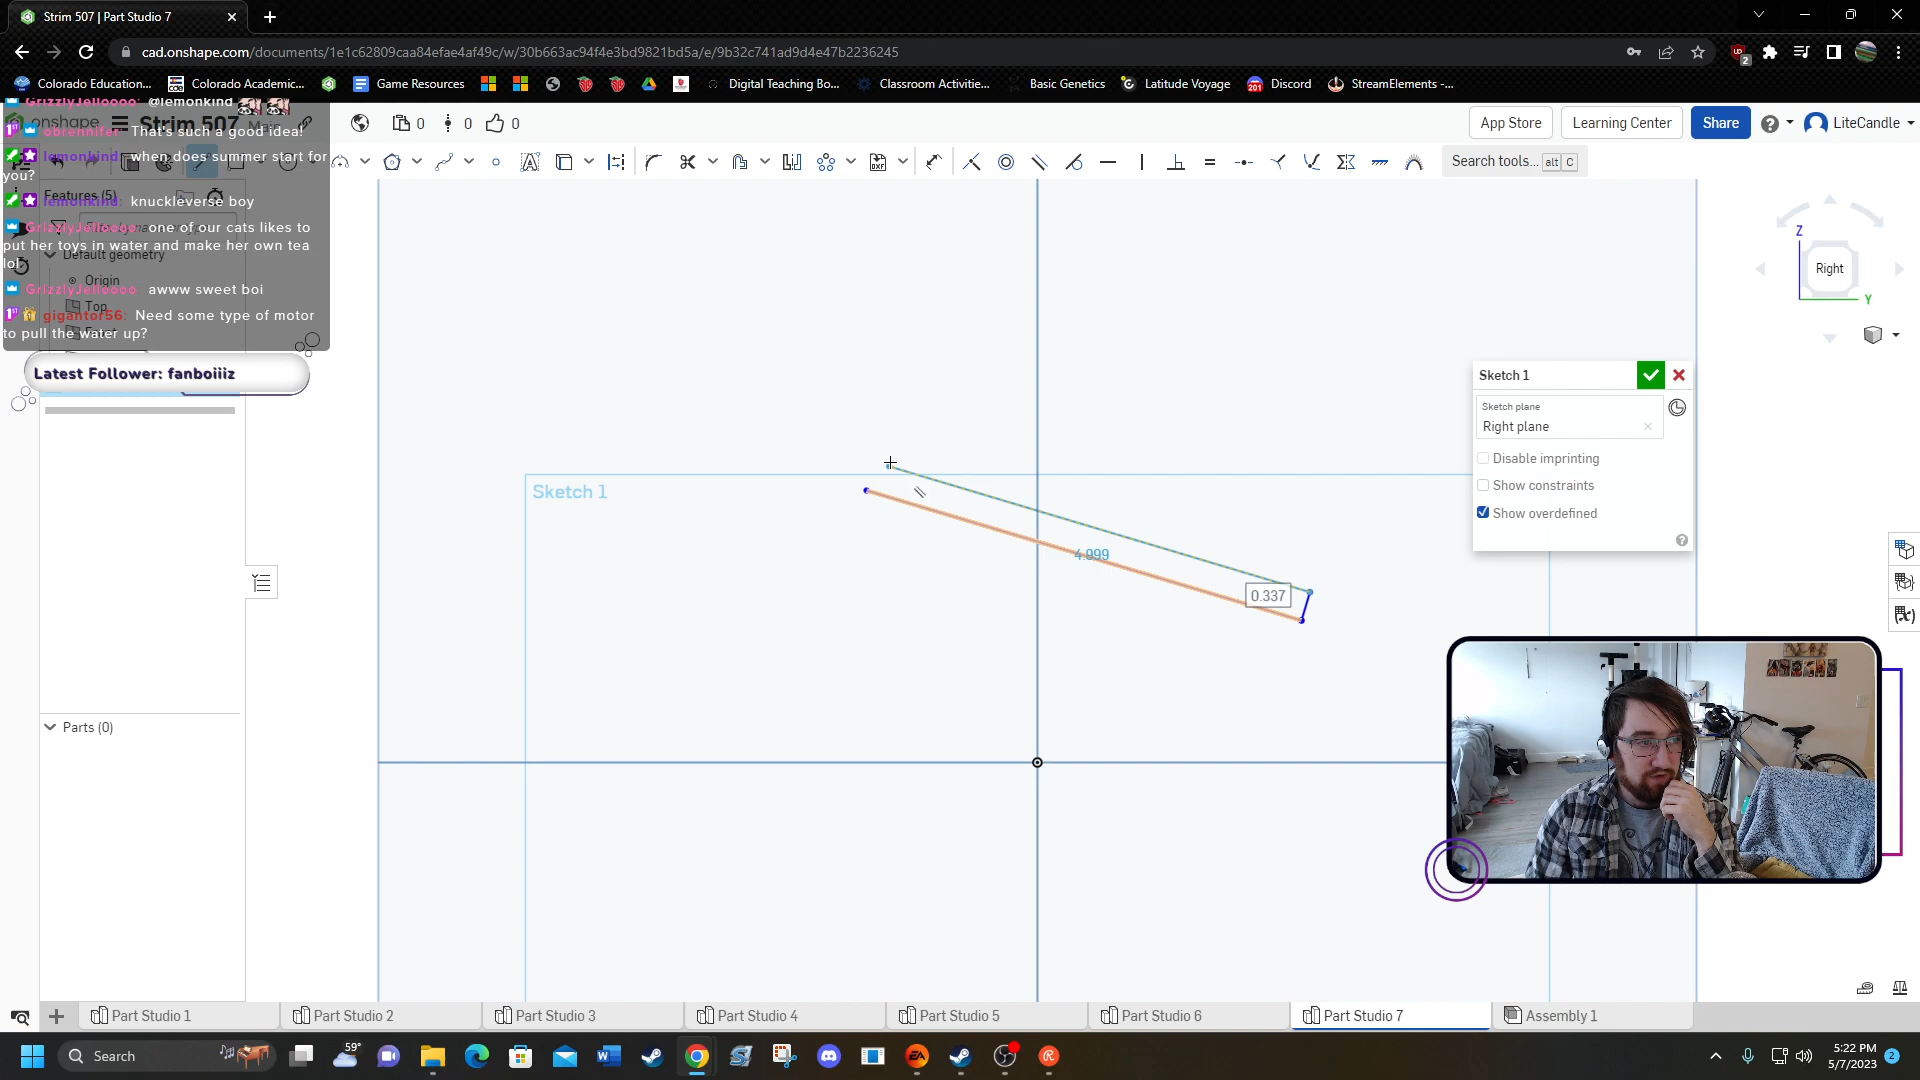 Strim 507 | Part Studio 7
cad.onshape.com/documents/1e1c62809caa84efae4af49c/w/30b663ac94f4e3bd9821bd5a/e/9b32c741ad9d4e47b2236245
Colorado Education...
Colorado Academic...
Game Resources
Digital Teaching Bo...
Classroom Activitie...
Basic Genetics
Latitude Voyage
Discord
StreamElements -...
GrizzlyJelloooo: @lemonkind
onshape
Strim 507
Main
0
0
0
App Store
Learning Center
Share
LiteCandle
obrennifer: That's such a good idea!
lemonkind: when does summer start for
you?
lemonkind: knuckleverse boy
GrizzlyJelloooo: one of our cats likes to
put her toys in water and make her own tea
lol
GrizzlyJelloooo: awww sweet boi
gigantor56: Need some type of motor
to pull the water up?
Search tools... alt C
Features (5)
Default geometry
Origin
Top
Latest Follower: fanboiiiz
Z
Right
Y
Sketch 1
Sketch plane
Right plane
Disable imprinting
Show constraints
Show overdefined
Sketch 1
4.999
0.337
Parts (0)
Part Studio 1
Part Studio 2
Part Studio 3
Part Studio 4
Part Studio 5
Part Studio 6
Part Studio 7
Assembly 1
Search
59°
5:22 PM
5/7/2023
2